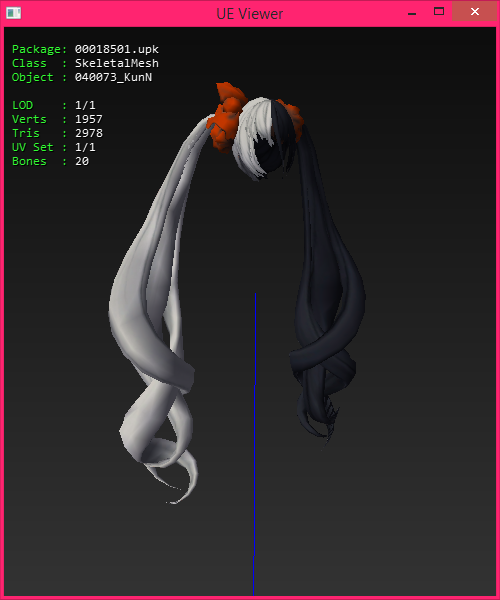 UE Viewer
Package: 00018501.upk
Class : SkeletalMesh
Object : 040073_KunN
LOD : 1/1
Verts : 1957
Tris : 2978
UV Set : 1/1
Bones : 20